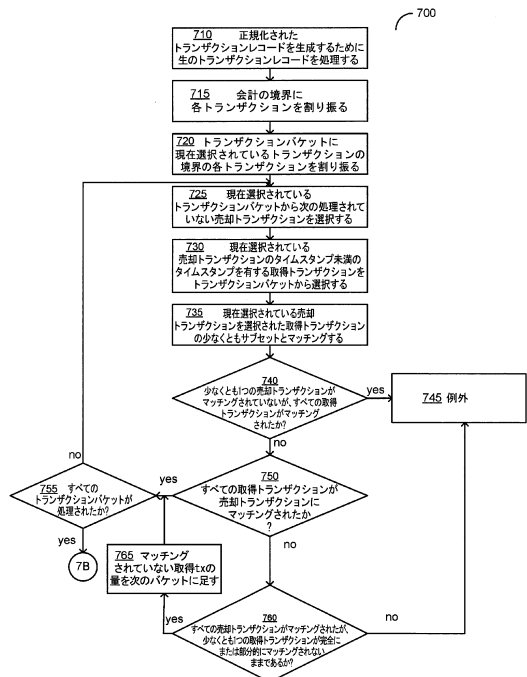 700
710 正規化された
トランザクションレコードを生成するために
生のトランザクションレコードを処理する
715 会計の境界に
各トランザクションを割り振る
720 トランザクションバケットに
現在選択されているトランザクションの
境界の各トランザクションを割り振る
725 現在選択されている
トランザクションバケットから次の処理されて
いない売却トランザクションを選択する
730 現在選択されている
売却トランザクションのタイムスタンプ未満の
タイムスタンプを有する取得トランザクションを
トランザクションバケットから選択する
735 現在選択されている売却
トランザクションを選択された取得トランザクション
の少なくともサブセットとマッチングする
740
少なくとも1つの売却トランザクションが
マッチングされていないが、すべての取得
トランザクションがマッチング
されたか?
yes
745 例外
no
no
750
すべての取得トランザクションが
売却トランザクションに
マッチングされたか
?
yes
755 すべての
トランザクションバケットが
処理されたか?
yes
7B
no
765 マッチング
されていない取得txの
量を次のバケットに足す
yes
760
すべての売却トランザクションがマッチングされたが、
少なくとも1つの取得トランザクションが完全に
または部分的にマッチングされない
ままであるか?
no